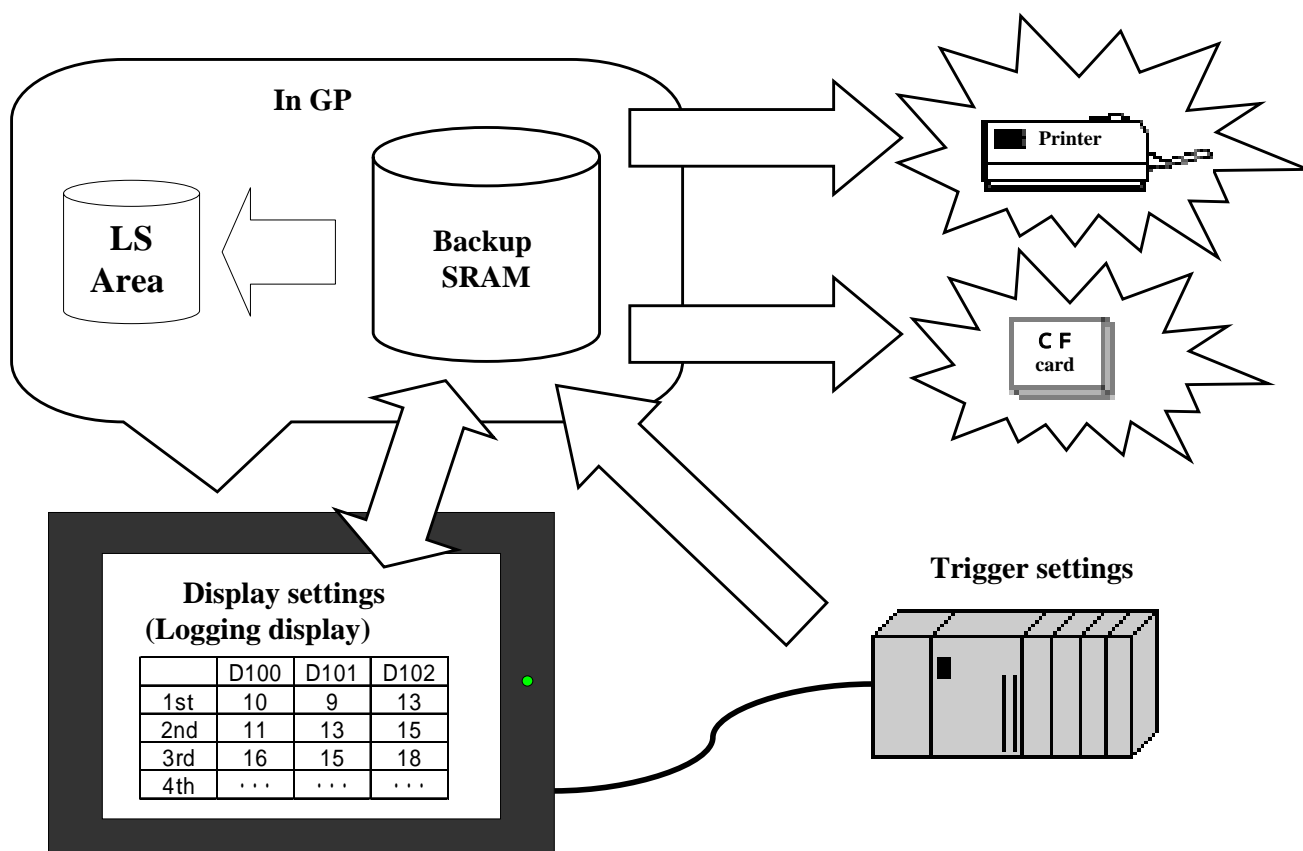 In GP
Printer
LS
Area
Backup
SRAM
C F
card
Trigger settings
Display settings
(Logging display)
D100 D101 D102
1st 10 9 13
2nd 11 13 15
3rd 16 15 18
4th ··· ··· ···